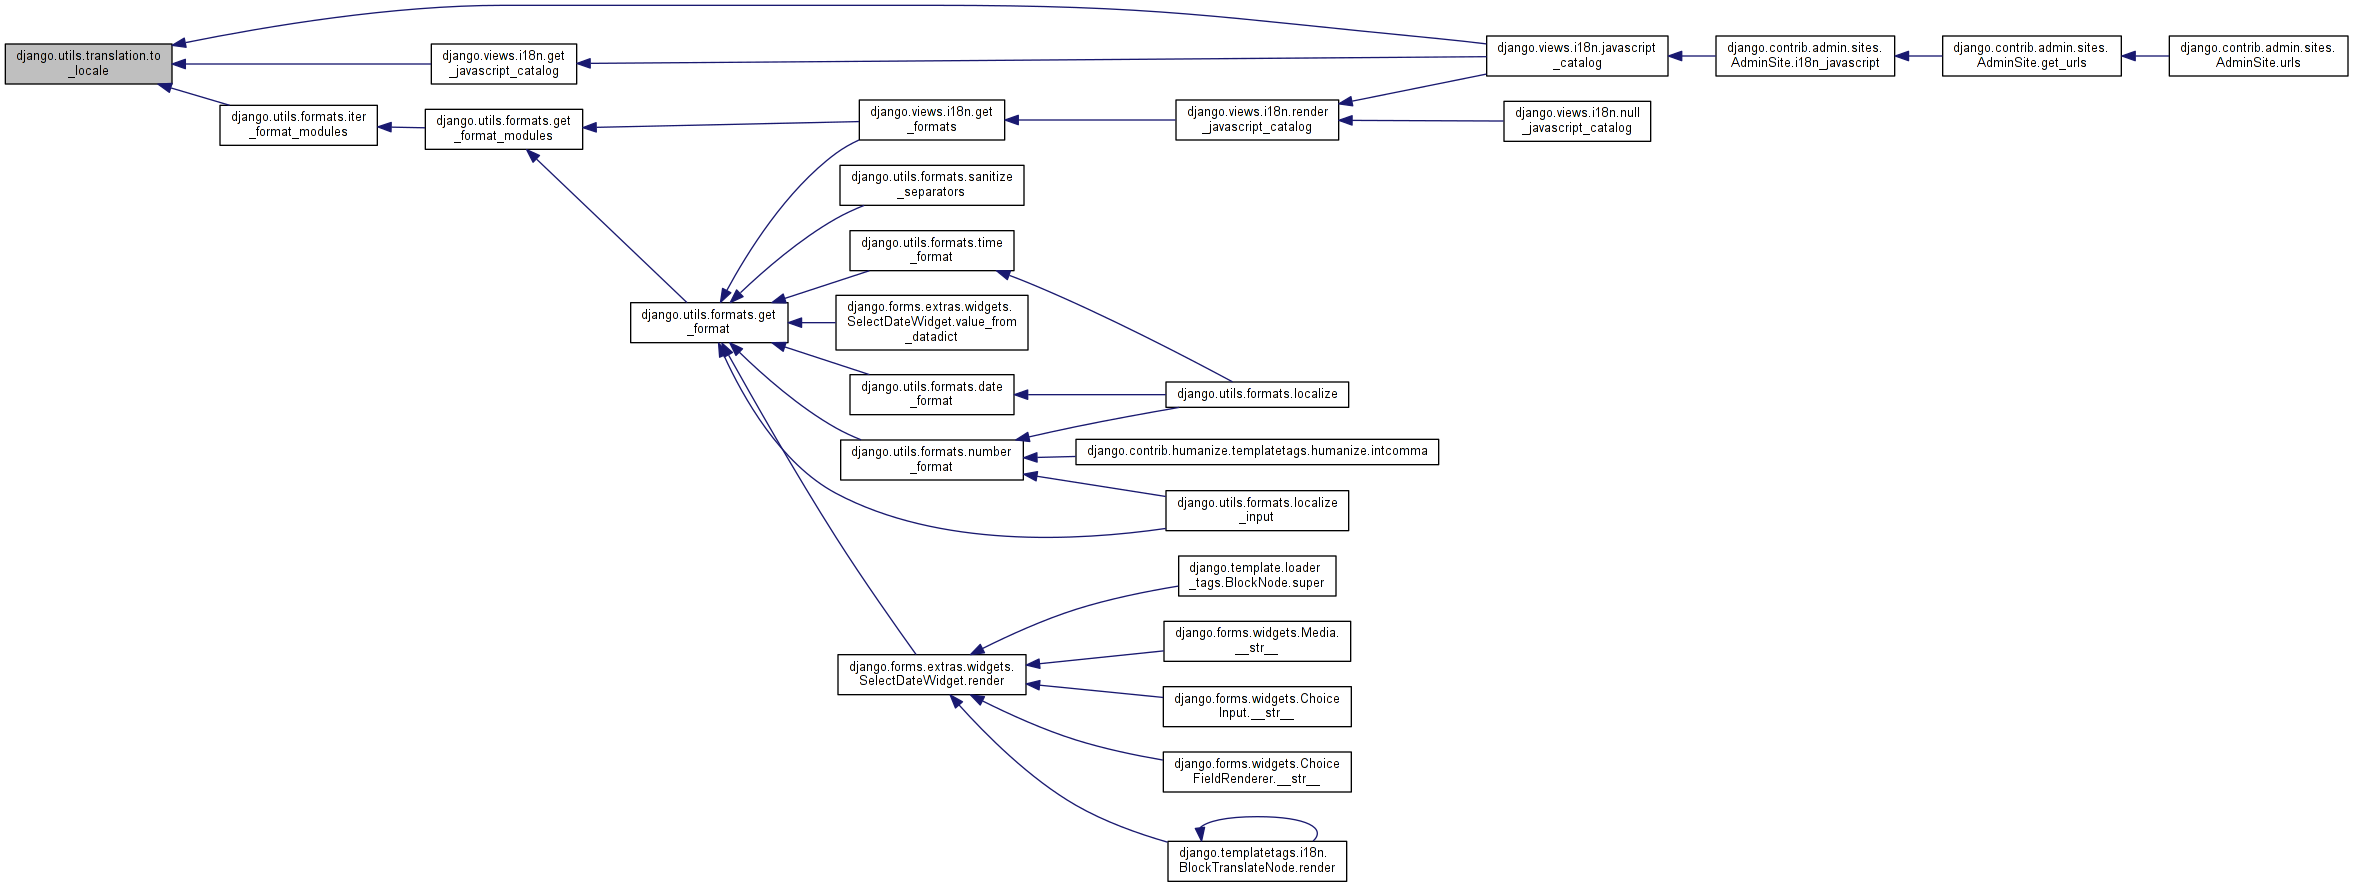 django.utils.translation.to
_locale
django.views.i18n.get
_javascript_catalog
django.utils.formats.iter
_format_modules
django.utils.formats.get
_format_modules
django.views.i18n.get
_formats
django.views.i18n.render
_javascript_catalog
django.views.i18n.javascript
_catalog
django.contrib.admin.sites.
AdminSite.i18n_javascript
django.contrib.admin.sites.
AdminSite.get_urls
django.contrib.admin.sites.
AdminSite.urls
django.views.i18n.null
_javascript_catalog
django.utils.formats.get
_format
django.utils.formats.sanitize
_separators
django.utils.formats.time
_format
django.forms.extras.widgets.
SelectDateWidget.value_from
_datadict
django.utils.formats.date
_format
django.utils.formats.number
_format
django.utils.formats.localize
django.contrib.humanize.templatetags.humanize.intcomma
django.utils.formats.localize
_input
django.forms.extras.widgets.
SelectDateWidget.render
django.template.loader
_tags.BlockNode.super
django.forms.widgets.Media.
__str__
django.forms.widgets.Choice
Input.__str__
django.forms.widgets.Choice
FieldRenderer.__str__
django.templatetags.i18n.
BlockTranslateNode.render